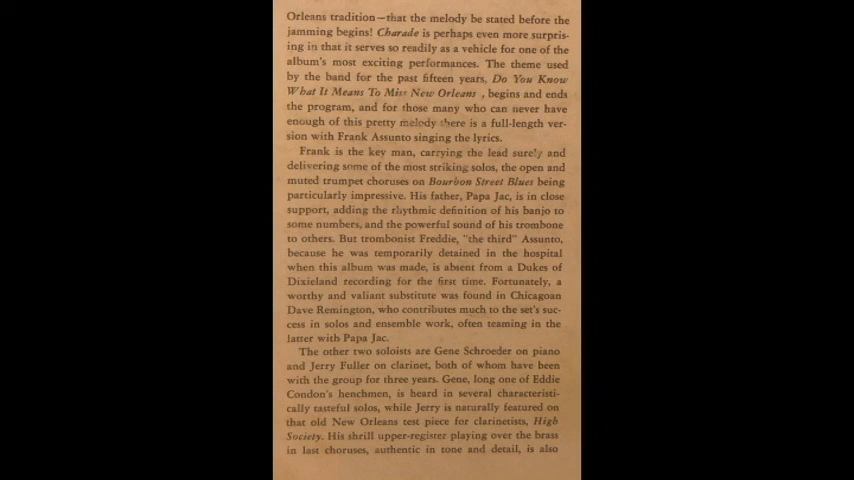 Orleans tradition—that the melody be stated before the
jamming begins! Charade is perhaps even more surpris-
ing in that it serves so readily as a vehicle for one of the
album's most exciting performances. The theme used
by the band for the past fifteen years, Do You Know
What It Means To Miss New Orleans , begins and ends
the program, and for those many who can never have
enough of this pretty melody there is a full-length ver-
sion with Frank Assunto singing the lyrics.
Frank is the key man, carrying the lead surely and
delivering some of the most striking solos, the open and
muted trumpet choruses on Bourbon Street Blues being
particularly impressive. His father, Papa Jac, is in close
support, adding the rhythmic definition of his banjo to
some numbers, and the powerful sound of his trombone
to others. But trombonist Freddie, "the third" Assunto,
because he was temporarily detained in the hospital
when this album was made, is absent from a Dukes of
Dixieland recording for the first time. Fortunately, a
worthy and valiant substitute was found in Chicagoan
Dave Remington, who contributes much to the set's suc-
cess in solos and ensemble work, often teaming in the
latter with Papa Jac.
The other two soloists are Gene Schroeder on piano
and Jerry Fuller on clarinet, both of whom have been
with the group for three years. Gene, long one of Eddie
Condon's henchmen, is heard in several characteristi-
cally tasteful solos, while Jerry is naturally featured on
that old New Orleans test piece for clarinetists, High
Society. His shrill upper-register playing over the brass
in last choruses, authentic in tone and detail, is also